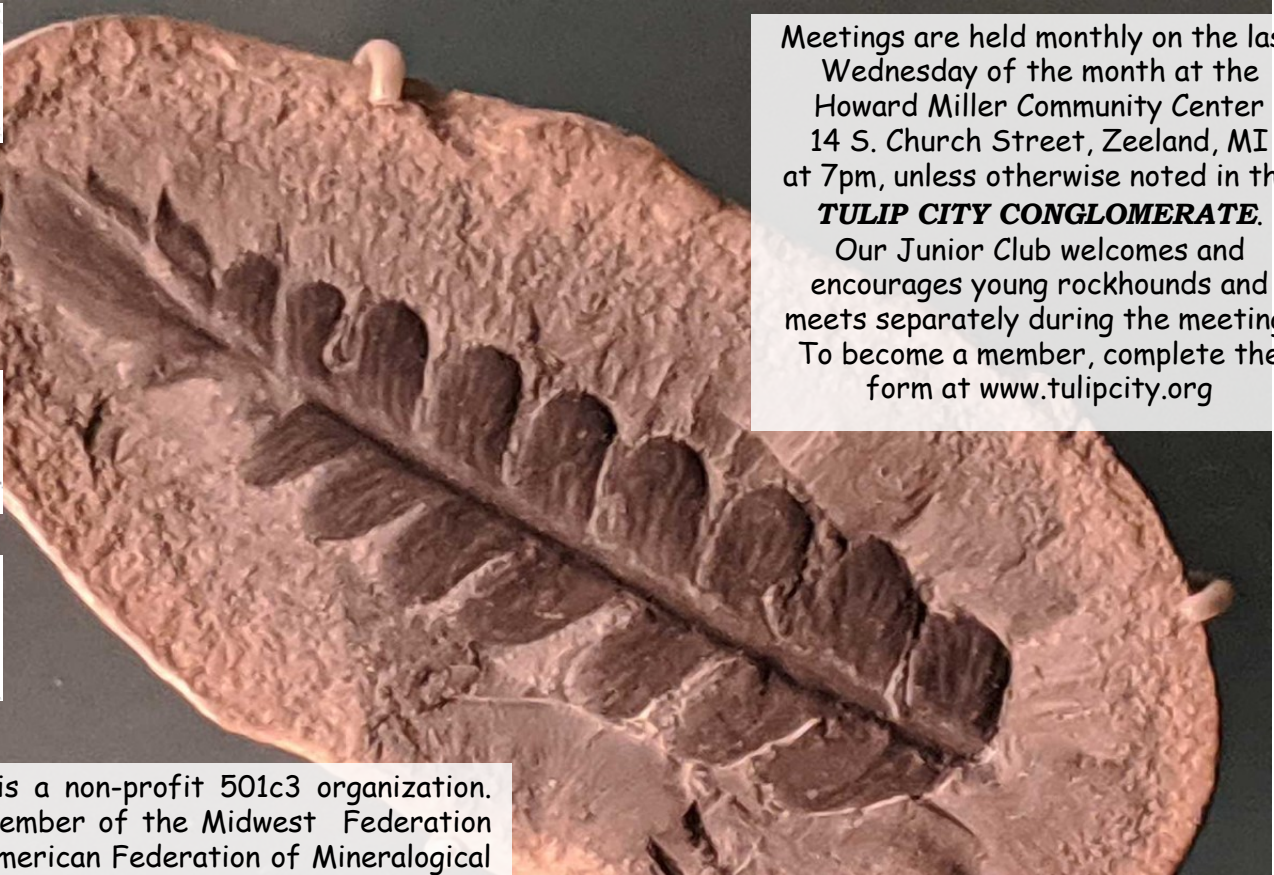 Meetings are held monthly on the las
Wednesday of the month at the
Howard Miller Community Center
14 S. Church Street, Zeeland, MI
at 7pm, unless otherwise noted in th
TULIP CITY CONGLOMERATE.
Our Junior Club welcomes and
encourages young rockhounds and
meets separately during the meeting
To become a member, complete the
form at www.tulipcity.org
is a non-profit 501c3 organization.
ember of the Midwest Federation
merican Federation of Mineralogical